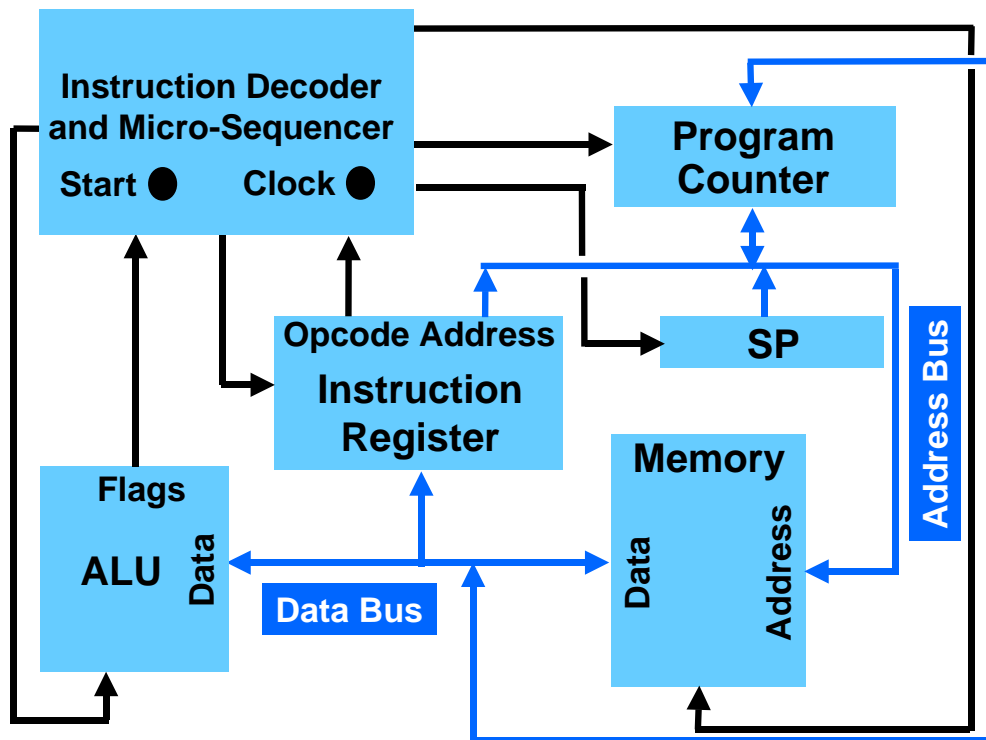 Instruction Decoder
and Micro-Sequencer
Start
Clock
Program
Counter
Opcode Address
Instruction
Register
SP
Address Bus
Flags
ALU
Data
Data Bus
Memory
Data
Address